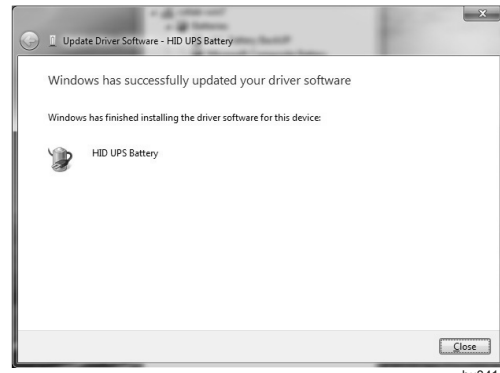 Update Driver Software - HID UPS Battery
Windows has successfully updated your driver software
Windows has finished installing the driver software for this device:
HID UPS Battery
Close